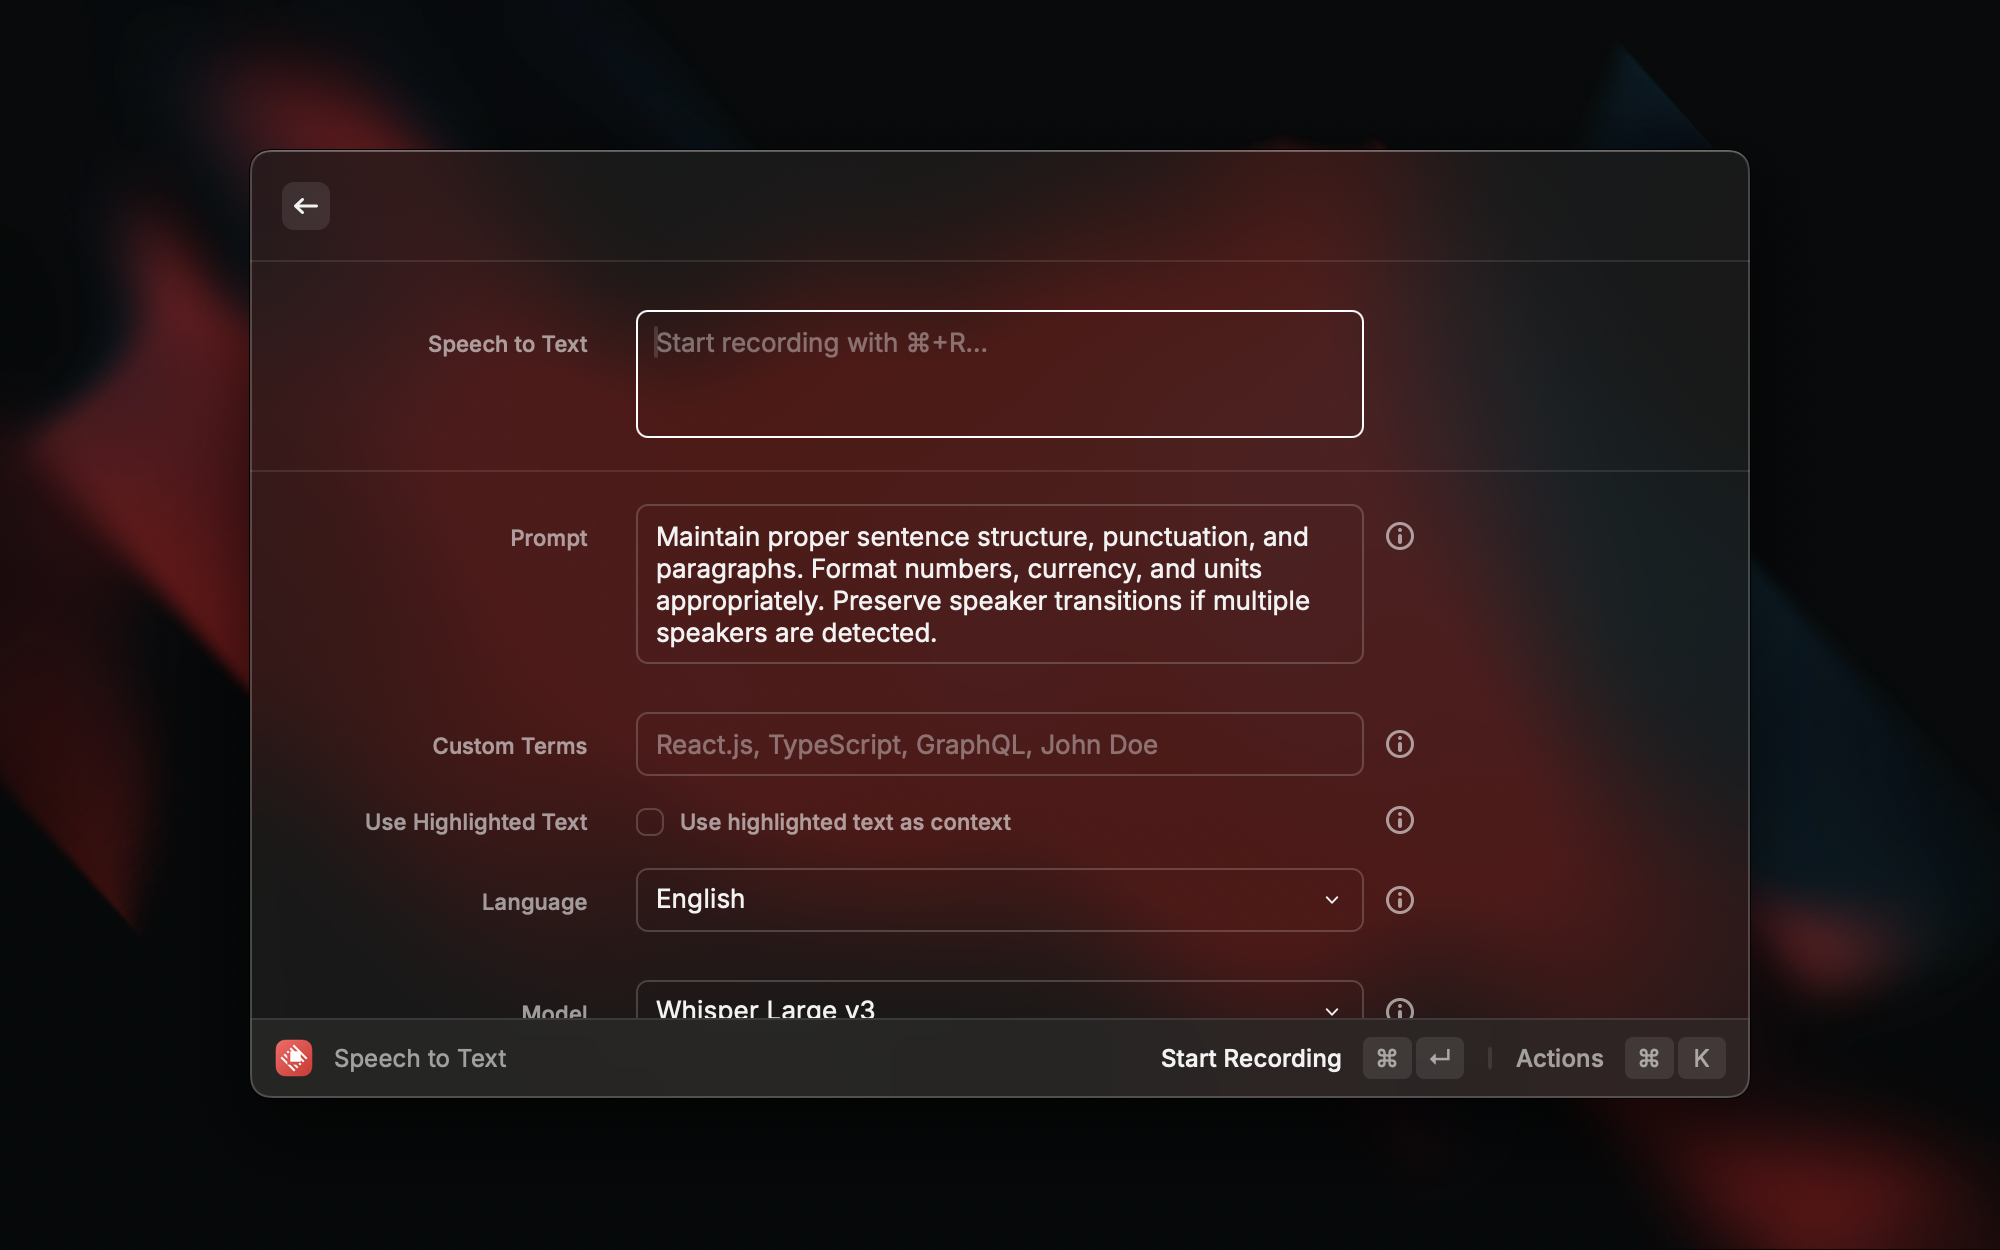 Speech to Text
Start recording with ⌘+R...
Prompt
Maintain proper sentence structure, punctuation, and
paragraphs. Format numbers, currency, and units
appropriately. Preserve speaker transitions if multiple
speakers are detected.
Custom Terms
React.js, TypeScript, GraphQL, John Doe
Use Highlighted Text
Use highlighted text as context
Language
English
Model
Whisper Large v3
Speech to Text
Start Recording ⌘ ↵ Actions ⌘ K